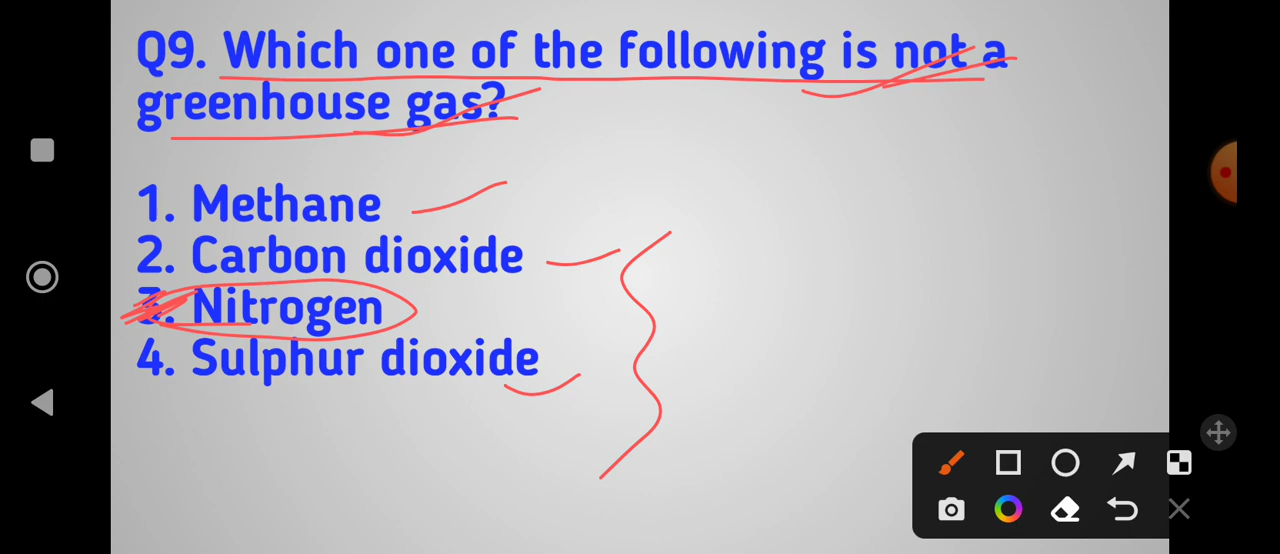 Q9. Which one of the following is not a
greenhouse gas?
1. Methane
2. Carbon dioxide
3. Nitrogen
4. Sulphur dioxide